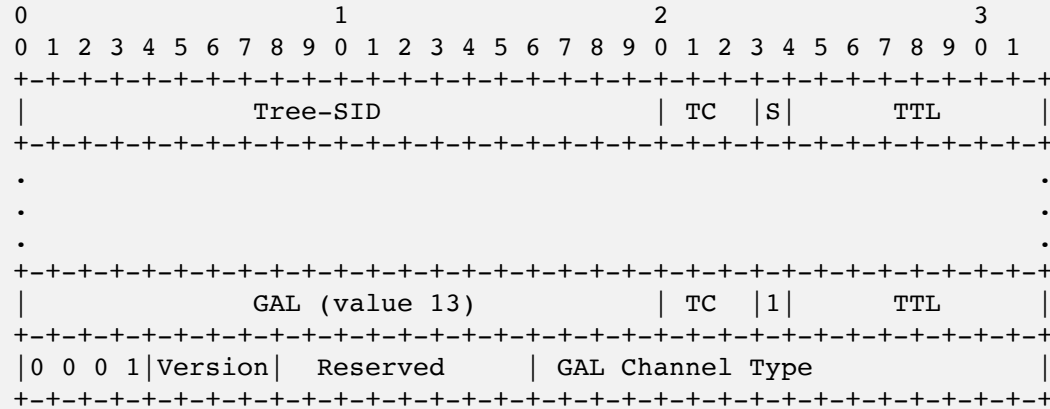 0                   1                   2                   3
0 1 2 3 4 5 6 7 8 9 0 1 2 3 4 5 6 7 8 9 0 1 2 3 4 5 6 7 8 9 0 1
+-+-+-+-+-+-+-+-+-+-+-+-+-+-+-+-+-+-+-+-+-+-+-+-+-+-+-+-+-+-+-+-+
|              Tree-SID                 | TC  |S|      TTL      |
+-+-+-+-+-+-+-+-+-+-+-+-+-+-+-+-+-+-+-+-+-+-+-+-+-+-+-+-+-+-+-+-+
.                                                               .
.                                                               .
.                                                               .
+-+-+-+-+-+-+-+-+-+-+-+-+-+-+-+-+-+-+-+-+-+-+-+-+-+-+-+-+-+-+-+-+
|              GAL (value 13)           | TC  |1|      TTL      |
+-+-+-+-+-+-+-+-+-+-+-+-+-+-+-+-+-+-+-+-+-+-+-+-+-+-+-+-+-+-+-+-+
|0 0 0 1|Version|  Reserved     | GAL Channel Type              |
+-+-+-+-+-+-+-+-+-+-+-+-+-+-+-+-+-+-+-+-+-+-+-+-+-+-+-+-+-+-+-+-+